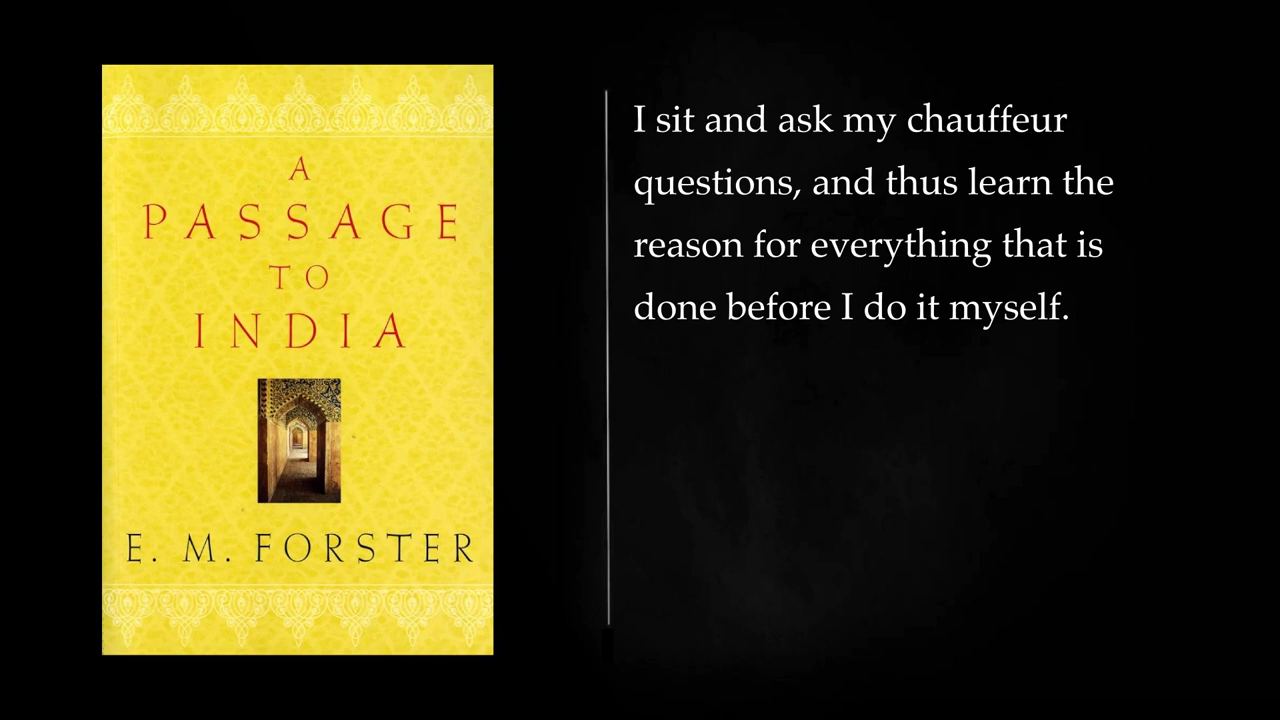 A
PASSAGE
TO
INDIA
E. M. FORSTER
I sit and ask my chauffeur
questions, and thus learn the
reason for everything that is
done before I do it myself.